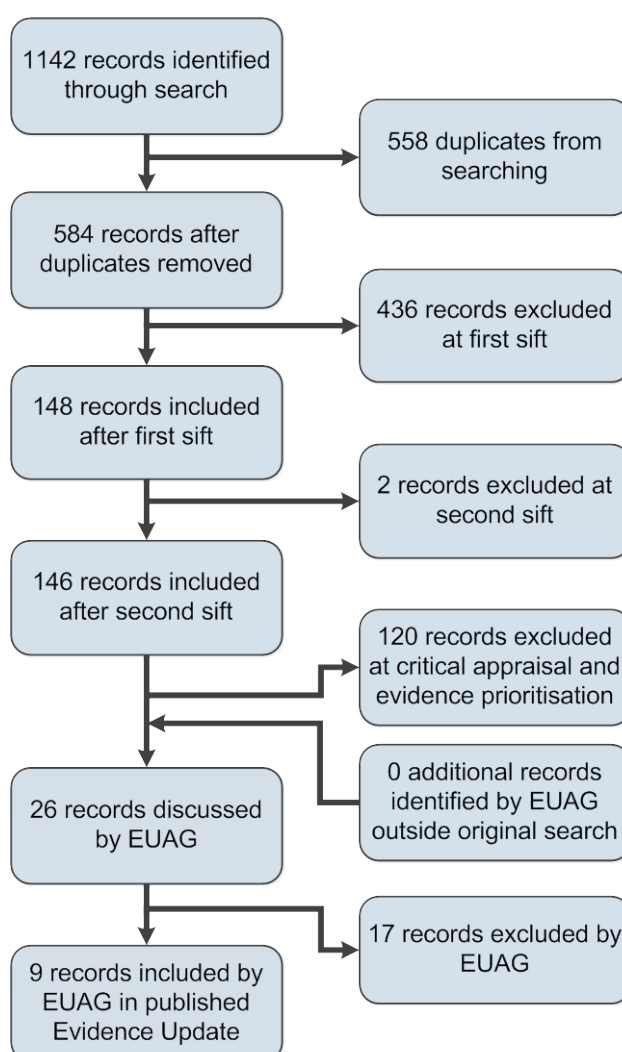 1142 records identified
through search
558 duplicates from
searching
584 records after
duplicates removed
436 records excluded
at first sift
148 records included
after first sift
2 records excluded at
second sift
146 records included
after second sift
120 records excluded
at critical appraisal and
evidence prioritisation
0 additional records
identified by EUAG
outside original search
26 records discussed
by EUAG
17 records excluded by
EUAG
9 records included by
EUAG in published
Evidence Update